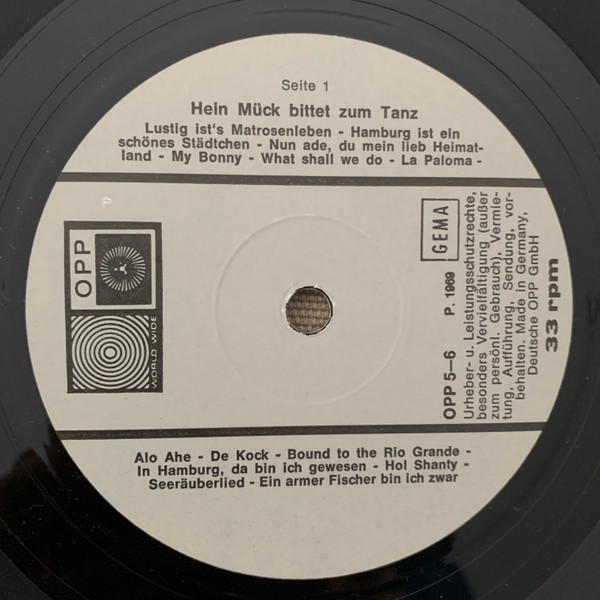 Seite 1
Hein Mück bittet zum Tanz
Lustig ist's Matrosenleben - Hamburg ist ein
schönes Städtchen - Nun ade, du mein lieb Heimat-
land - My Bonny - What shall we do - La Paloma -
OPP
WORLD WIDE
OPP 5–6 P. 1969
GEMA
Urheber- u. Leistungsschutzrechte,
besonders Vervielfältigung (außer
zum persönl. Gebrauch), Vermie-
tung, Aufführung, Sendung, vor-
behalten. Made in Germany,
Deutsche OPP GmbH
33 rpm
Alo Ahe - De Kock - Bound to the Rio Grande -
In Hamburg, da bin ich gewesen - Hol Shanty -
Seeräuberlied - Ein armer Fischer bin ich zwar